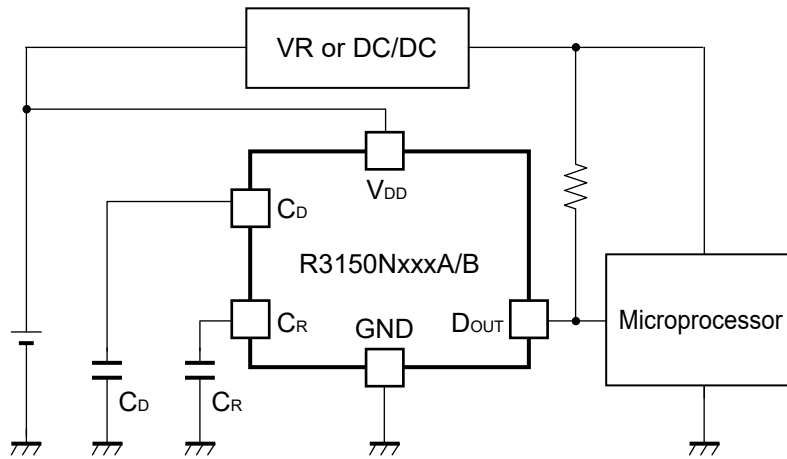 VR or DC/DC
VDD
CD
R3150NxxxA/B
CR
GND
DOUT
Microprocessor
CD
CR